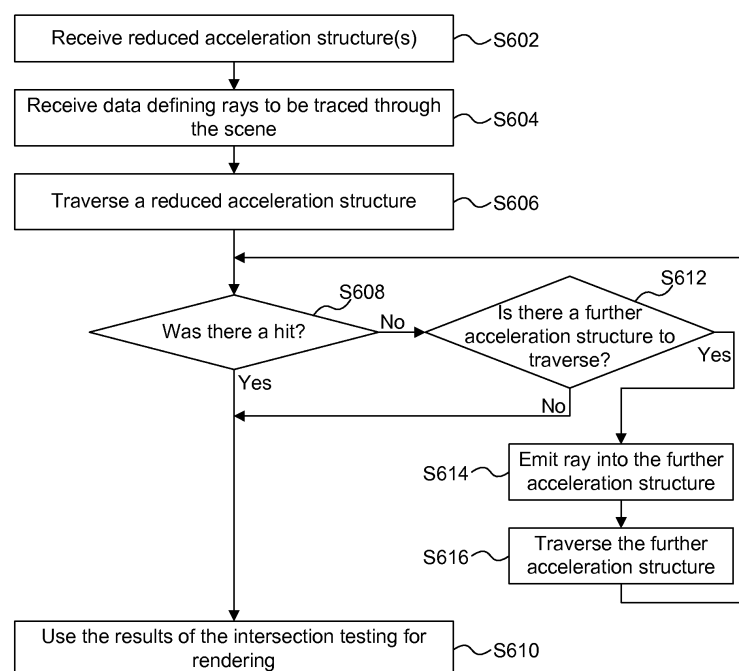 Receive reduced acceleration structure(s)
S602
Receive data defining rays to be traced through
the scene
S604
Traverse a reduced acceleration structure
S606
S608
Was there a hit?
No
Yes
S612
Is there a further
acceleration structure to
traverse?
Yes
No
S614
Emit ray into the further
acceleration structure
S616
Traverse the further
acceleration structure
Use the results of the intersection testing for
rendering
S610